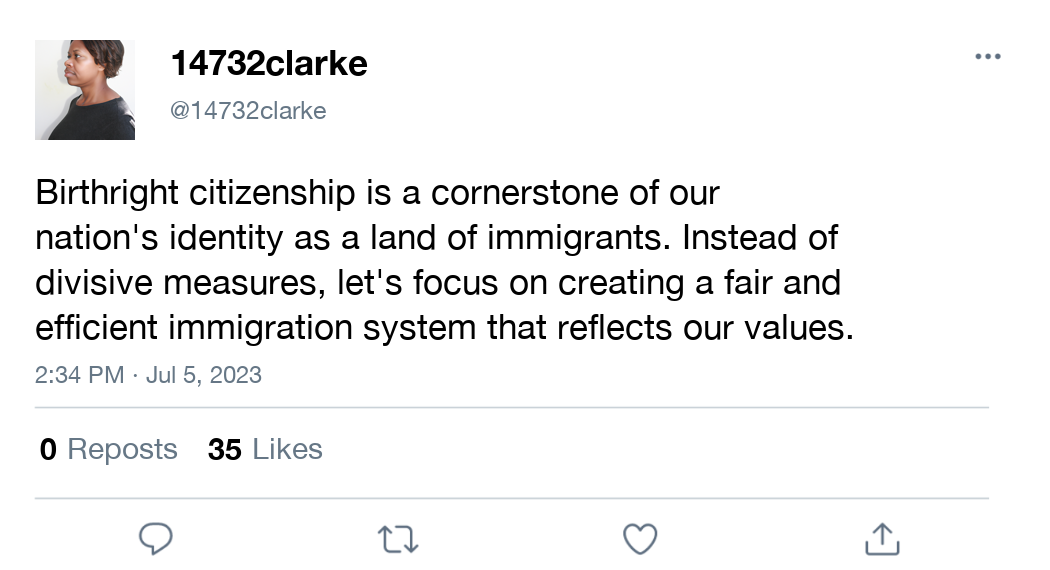 14732clarke
@14732clarke
Birthright citizenship is a cornerstone of our
nation's identity as a land of immigrants. Instead of
divisive measures, let's focus on creating a fair and
efficient immigration system that reflects our values.
2:34 PM · Jul 5, 2023
0 Reposts 35 Likes